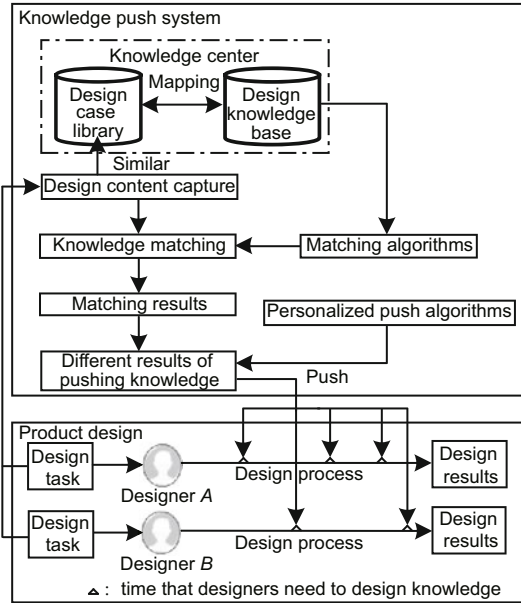 Knowledge push system
Knowledge center
Design
case
library
Mapping
Design
knowledge
base
Similar
Design content capture
Knowledge matching
Matching algorithms
Matching results
Personalized push algorithms
Different results of
pushing knowledge
Push
Product design
Design
task
Designer A
Design process
Design
results
Design
task
Designer B
Design process
Design
results
▵ : time that designers need to design knowledge